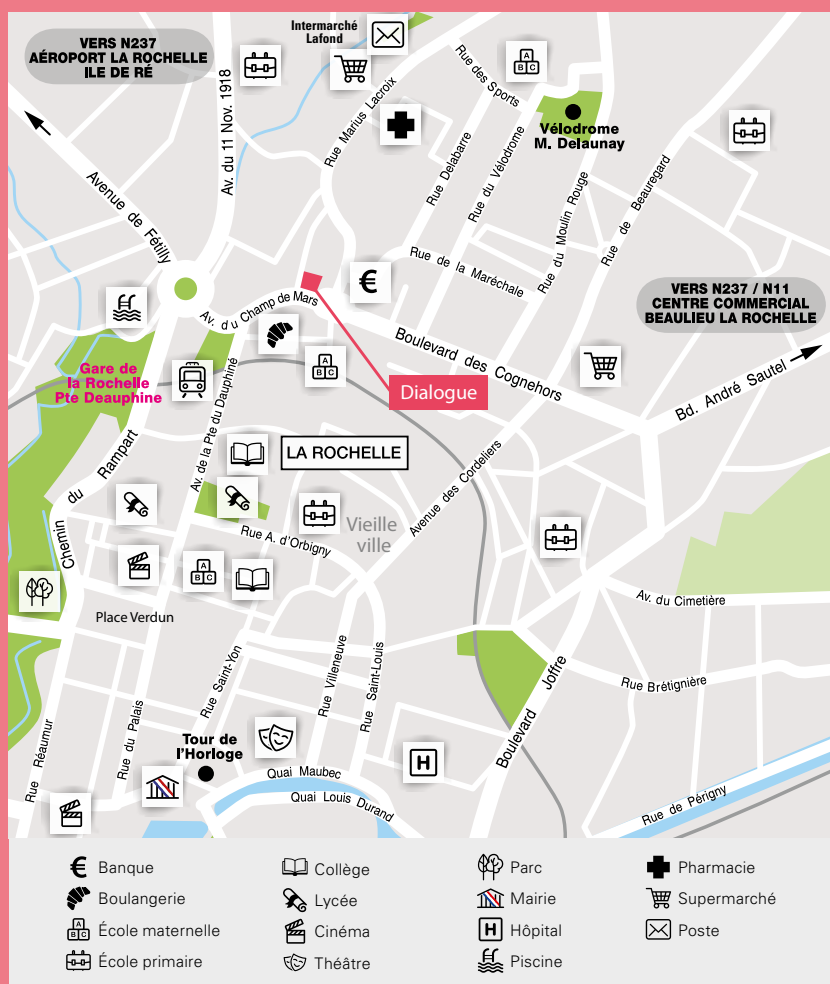 VERS N237
AÉROPORT LA ROCHELLE
ILE DE RÉ
Av. du 11 Nov. 1918
Intermarché
Lafond
Rue Marius Lacroix
Rue des Sports
A
B C
Vélodrome
M. Delaunay
Avenue de Fétilly
Rue Delabarre
Rue du Vélodrome
Rue du Moulin Rouge
Rue de Beauregard
Rue de la Maréchale
VERS N237 / N11
CENTRE COMMERCIAL
BEAULIEU LA ROCHELLE
€
Av. du Champ de Mars
Boulevard des Cognehors
Bd. André Sautel
Gare de
la Rochelle
Pte Deauphine
A
B C
Dialogue
Av. de la Pte du Dauphiné
LA ROCHELLE
Chemin du Rampart
Avenue des Cordeliers
Vieille
ville
Rue A. d'Orbigny
A
B C
Place Verdun
Av. du Cimetière
Rue Saint-Yon
Rue Villeneuve
Rue Saint-Louis
Boulevard Joffre
Rue Brétignière
Rue Réaumur
Rue du Palais
Tour de
l'Horloge
H
Quai Maubec
Quai Louis Durand
Rue de Périgny
€ Banque
Boulangerie
A
B C
École maternelle
École primaire
Collège
Lycée
Cinéma
Théâtre
Parc
Mairie
H Hôpital
Piscine
Pharmacie
Supermarché
Poste